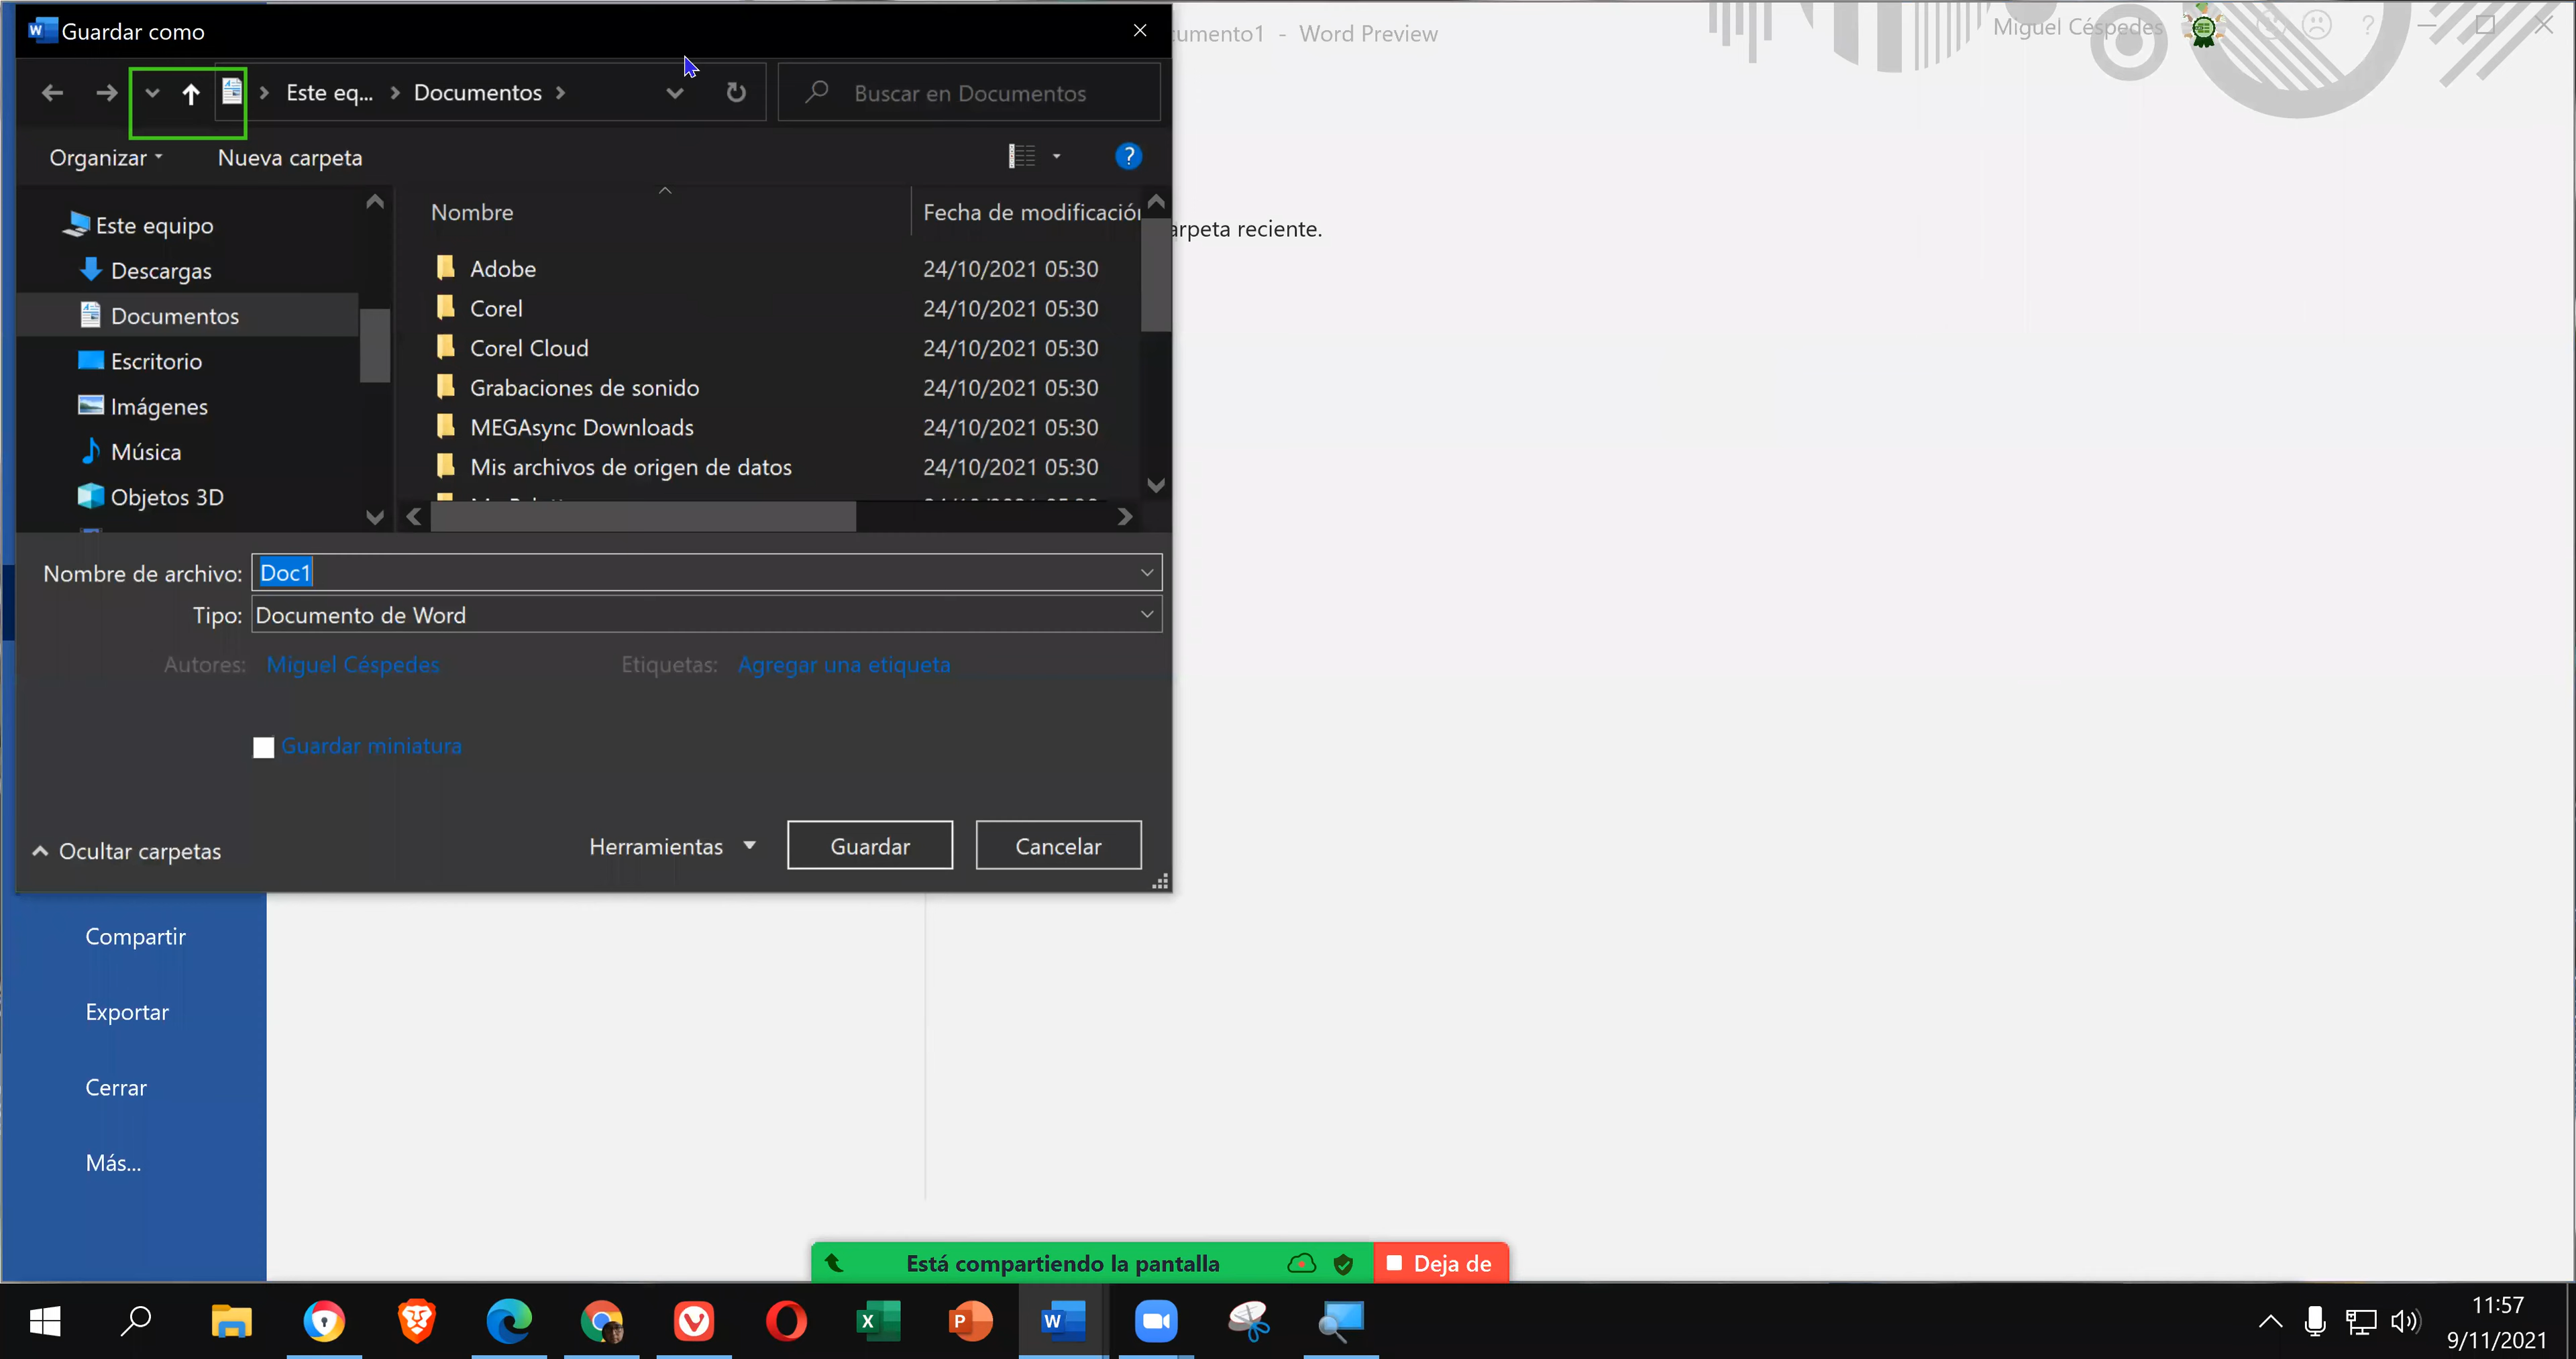 Guardar como
umento1 - Word Preview
Miguel Céspedes
Este eq...
Documentos
Buscar en Documentos
Organizar
Nueva carpeta
Nombre
Fecha de modificació
arpeta reciente.
Este equipo
Descargas
Documentos
Escritorio
Imágenes
Música
Objetos 3D
Adobe 24/10/2021 05:30
Corel 24/10/2021 05:30
Corel Cloud 24/10/2021 05:30
Grabaciones de sonido 24/10/2021 05:30
MEGAsync Downloads 24/10/2021 05:30
Mis archivos de origen de datos 24/10/2021 05:30
Nombre de archivo: Doc1
Tipo: Documento de Word
Autores: Miguel Céspedes Etiquetas: Agregar una etiqueta
Guardar miniatura
Ocultar carpetas
Herramientas
Guardar
Cancelar
Compartir
Exportar
Cerrar
Más...
Está compartiendo la pantalla
Deja de
11:57
9/11/2021